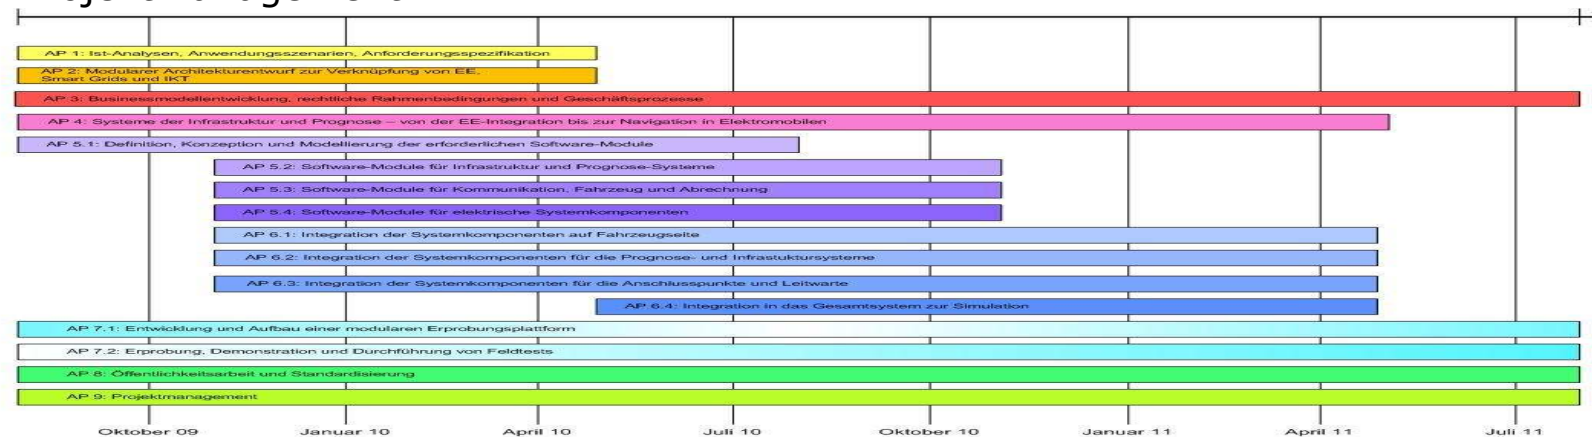 AP 1: Ist-Analysen, Anwendungsszenarien, Anforderungsspezifikation
AP 2: Modularer Architekturentwurf zur Verknüpfung von EE,
Smart Grids und IKT
AP 3: Businessmodellentwicklung, rechtliche Rahmenbedingungen und Geschäftsprozesse
AP 4: Systeme der Infrastruktur und Prognose – von der EE-Integration bis zur Navigation in Elektromobilen
AP 5.1: Definition, Konzeption und Modellierung der erforderlichen Software-Module
AP 5.2: Software-Module für Infrastruktur und Prognose-Systeme
AP 5.3: Software-Module für Kommunikation, Fahrzeug und Abrechnung
AP 5.4: Software-Module für elektrische Systemkomponenten
AP 6.1: Integration der Systemkomponenten auf Fahrzeugseite
AP 6.2: Integration der Systemkomponenten für die Prognose- und Infrastuktursysteme
AP 6.3: Integration der Systemkomponenten für die Anschlusspunkte und Leitwarte
AP 6.4: Integration in das Gesamtsystem zur Simulation
AP 7.1: Entwicklung und Aufbau einer modularen Erprobungsplattform
AP 7.2: Erprobung, Demonstration und Durchführung von Feldtests
AP 8: Öffentlichkeitsarbeit und Standardisierung
AP 9: Projektmanagement
Oktober 09 Januar 10 April 10 Juli 10 Oktober 10 Januar 11 April 11 Juli 11